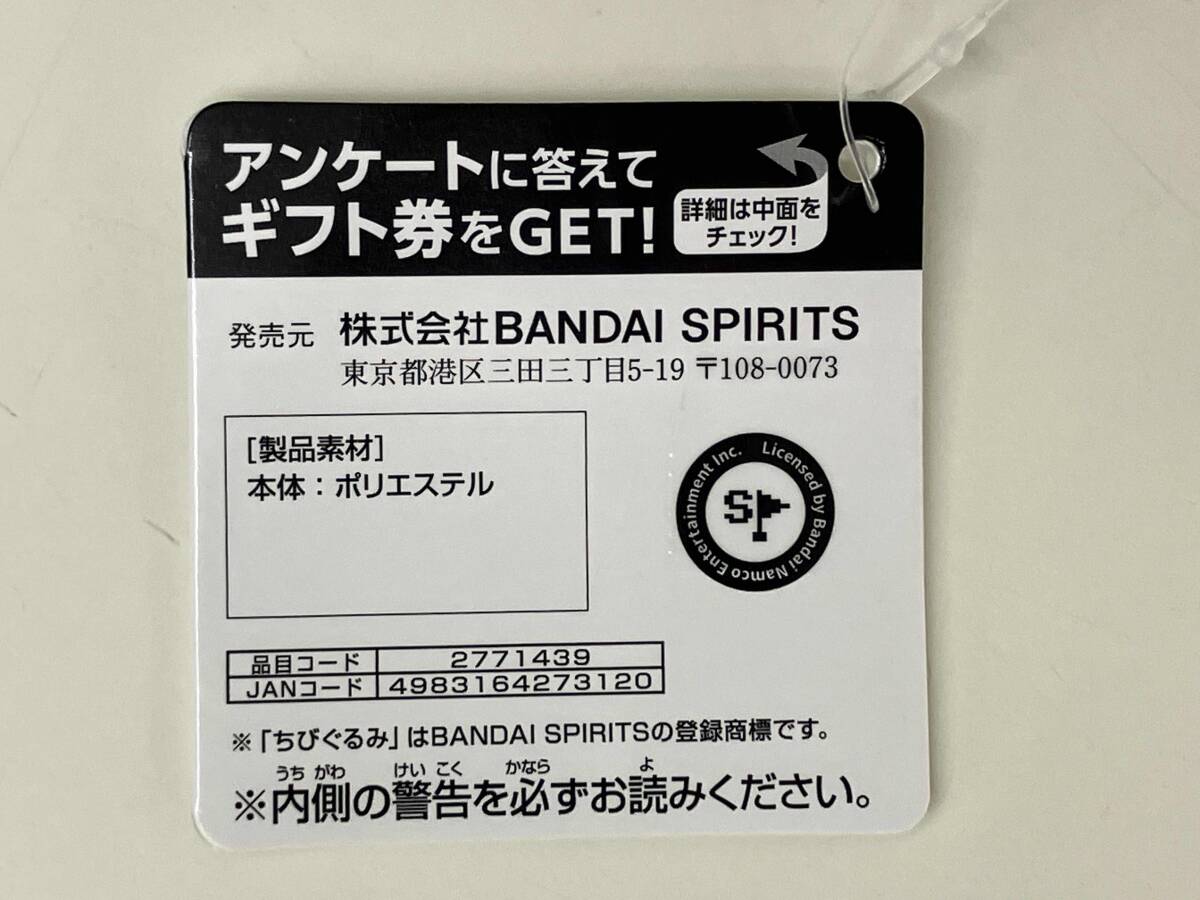 アンケートに答えて
ギフト券をGET!
詳細は中面を
チェック!
発売元 株式会社BANDAI SPIRITS
東京都港区三田三丁目5-19 〒108-0073
[製品素材]
本体：ポリエステル
Licensed by Bandai Namco Entertainment Inc.
S
品目コード 2771439
JANコード 4983164273120
※「ちびぐるみ」はBANDAI SPIRITSの登録商標です。
うち がわ けい こく かなら よ
※内側の警告を必ずお読みください。